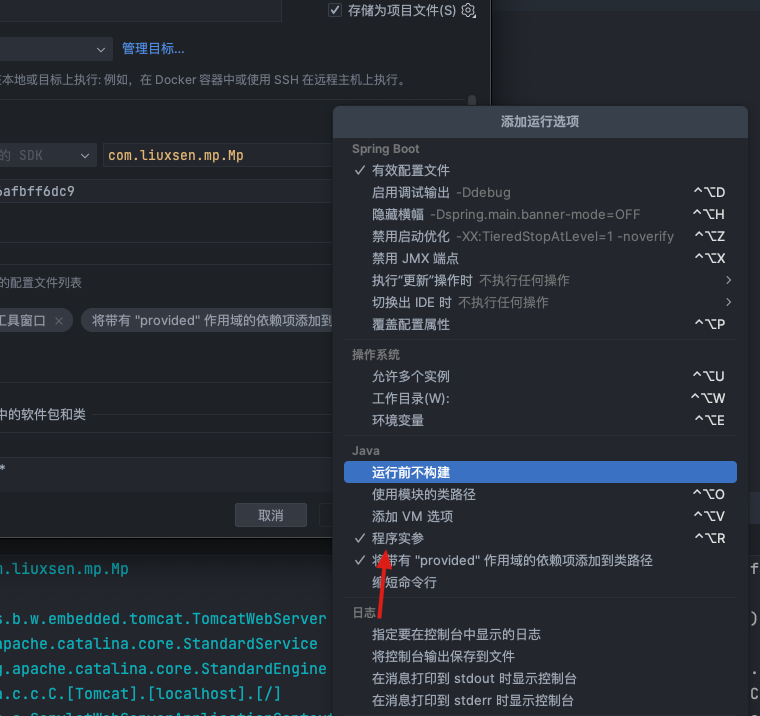 存储为项目文件(S)
管理目标...
本地或目标上执行: 例如，在 Docker 容器中或使用 SSH 在远程主机上执行。
添加运行选项
Spring Boot
的 SDK com.liuxsen.mp.Mp
✓ 有效配置文件
afbff6dc9
启用调试输出 -Ddebug ⌃⌥D
隐藏横幅 -Dspring.main.banner-mode=OFF ⌃⌥H
禁用启动优化 -XX:TieredStopAtLevel=1 -noverify ⌃⌥Z
禁用 JMX 端点 ⌃⌥X
的配置文件列表
执行“更新”操作时 不执行任何操作
切换出 IDE 时 不执行任何操作
工具窗口 × 将带有 "provided" 作用域的依赖项添加到
覆盖配置属性 ⌃⌥P
操作系统
允许多个实例 ⌃⌥U
工作目录(W): ⌃⌥W
中的软件包和类
环境变量 ⌃⌥E
Java
*
运行前不构建
使用模块的类路径 ⌃⌥O
取消
添加 VM 选项 ⌃⌥V
✓ 程序实参 ⌃⌥R
✓ 将带有 "provided" 作用域的依赖项添加到类路径
.liuxsen.mp.Mp
缩短命令行
日志
s.b.w.embedded.tomcat.TomcatWebServer
指定要在控制台中显示的日志
apache.catalina.core.StandardService
将控制台输出保存到文件
.apache.catalina.core.StandardEngine
在消息打印到 stdout 时显示控制台
.c.c.C.[Tomcat].[localhost].[/]
在消息打印到 stderr 时显示控制台